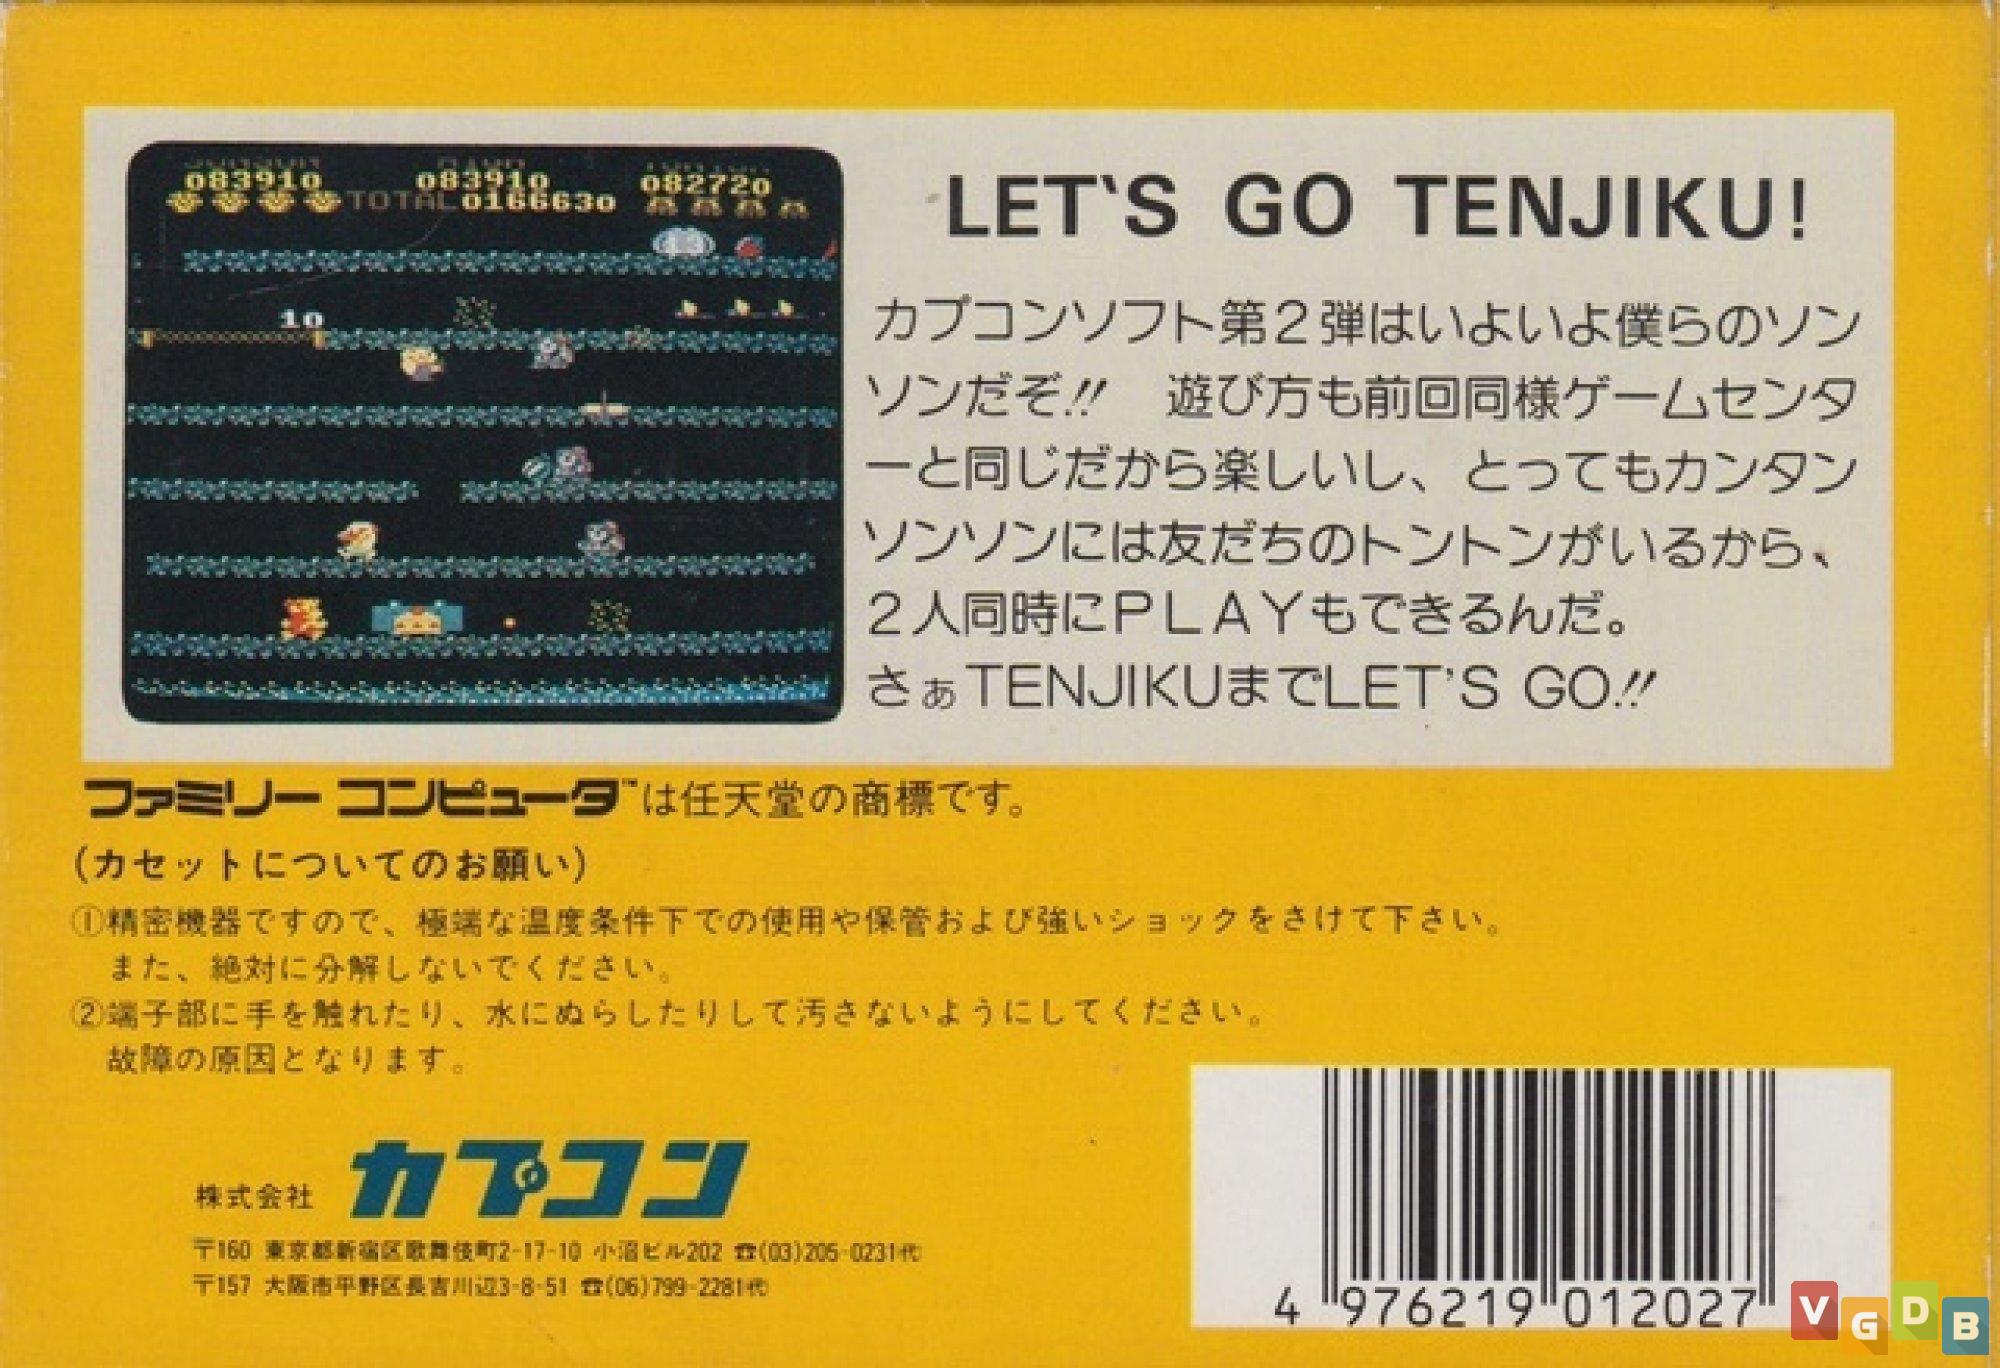 SONSON HIGH TONTON
083910 083910 082720
TOTAL 0166630
10
LET'S GO TENJIKU!
カプコンソフト第2弾はいよいよ僕らのソン
ソンだぞ!! 遊び方も前回同様ゲームセンタ
ーと同じだから楽しいし、とってもカンタン
ソンソンには友だちのトントンがいるから、
2人同時にPLAYもできるんだ。
さぁTENJIKUまでLET'S GO!!
ファミリー コンピュータ™は任天堂の商標です。
(カセットについてのお願い)
①精密機器ですので、極端な温度条件下での使用や保管および強いショックをさけて下さい。
また、絶対に分解しないでください。
②端子部に手を触れたり、水にぬらしたりして汚さないようにしてください。
故障の原因となります。
株式会社 カプコン
〒160 東京都新宿区歌舞伎町2-17-10 小沼ビル202 ☎(03)205-0231代
〒157 大阪市平野区長吉川辺3-8-51 ☎(06)799-2281代
4 976219 012027
VGDB